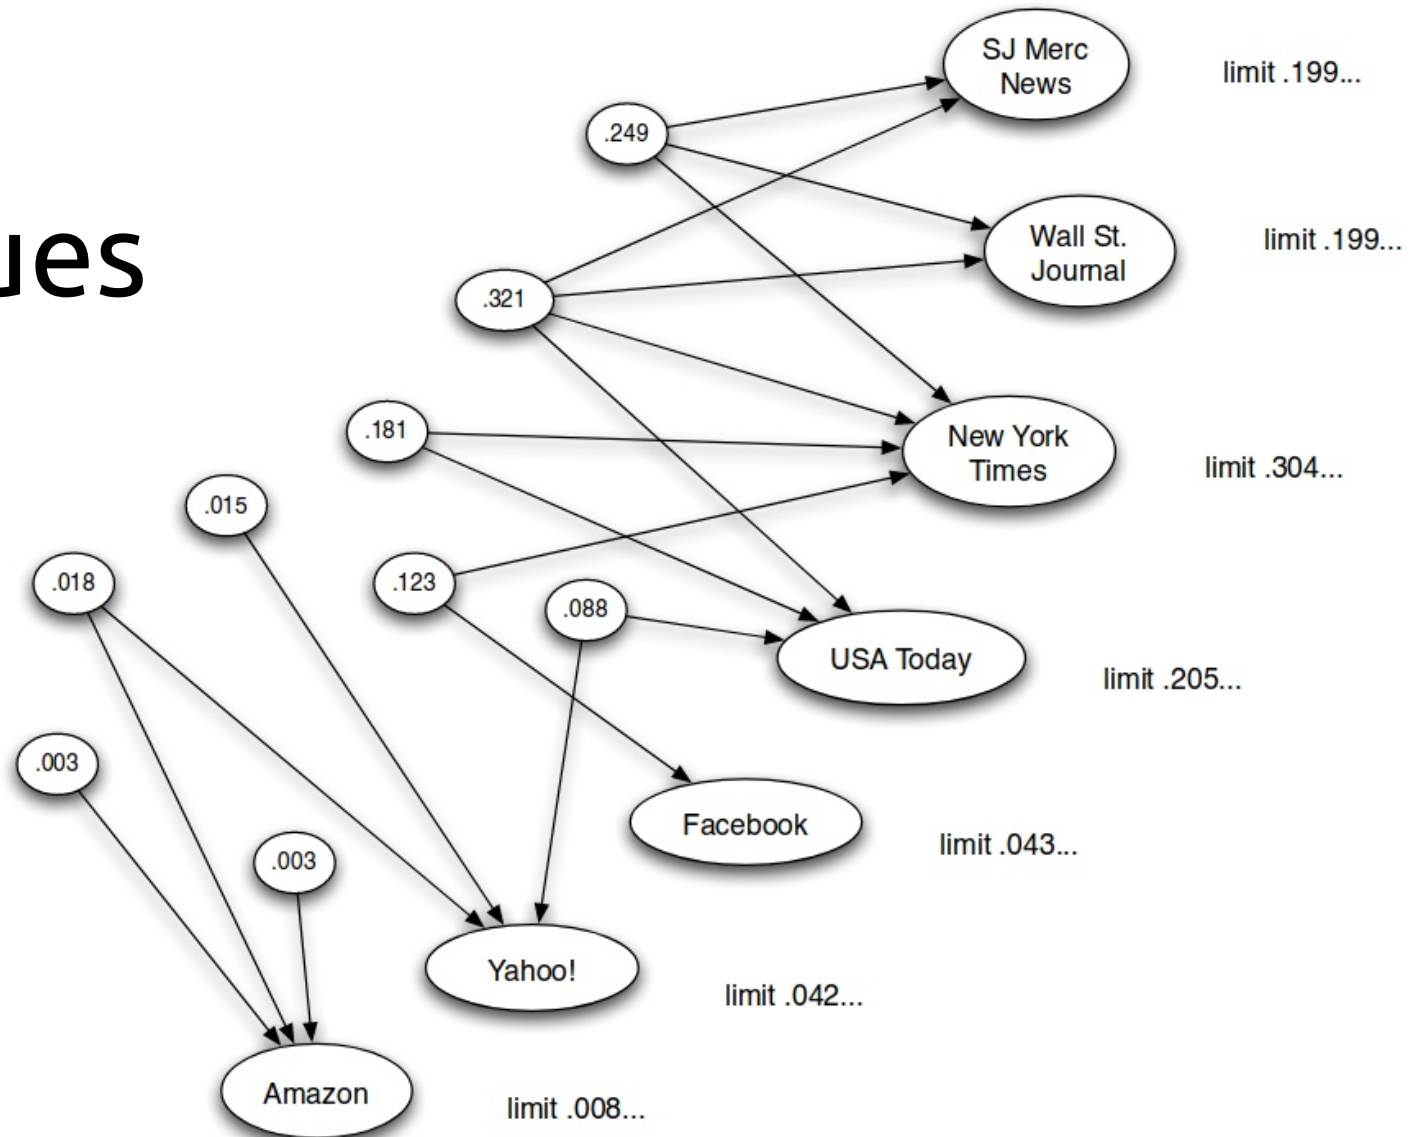 SJ Merc
News
limit .199...
.249
ues
Wall St.
Journal
limit .199...
.321
.181
New York
Times
limit .304...
.015
.018
.123
.088
USA Today
limit .205...
.003
Facebook
limit .043...
.003
Yahoo!
limit .042...
Amazon
limit .008...